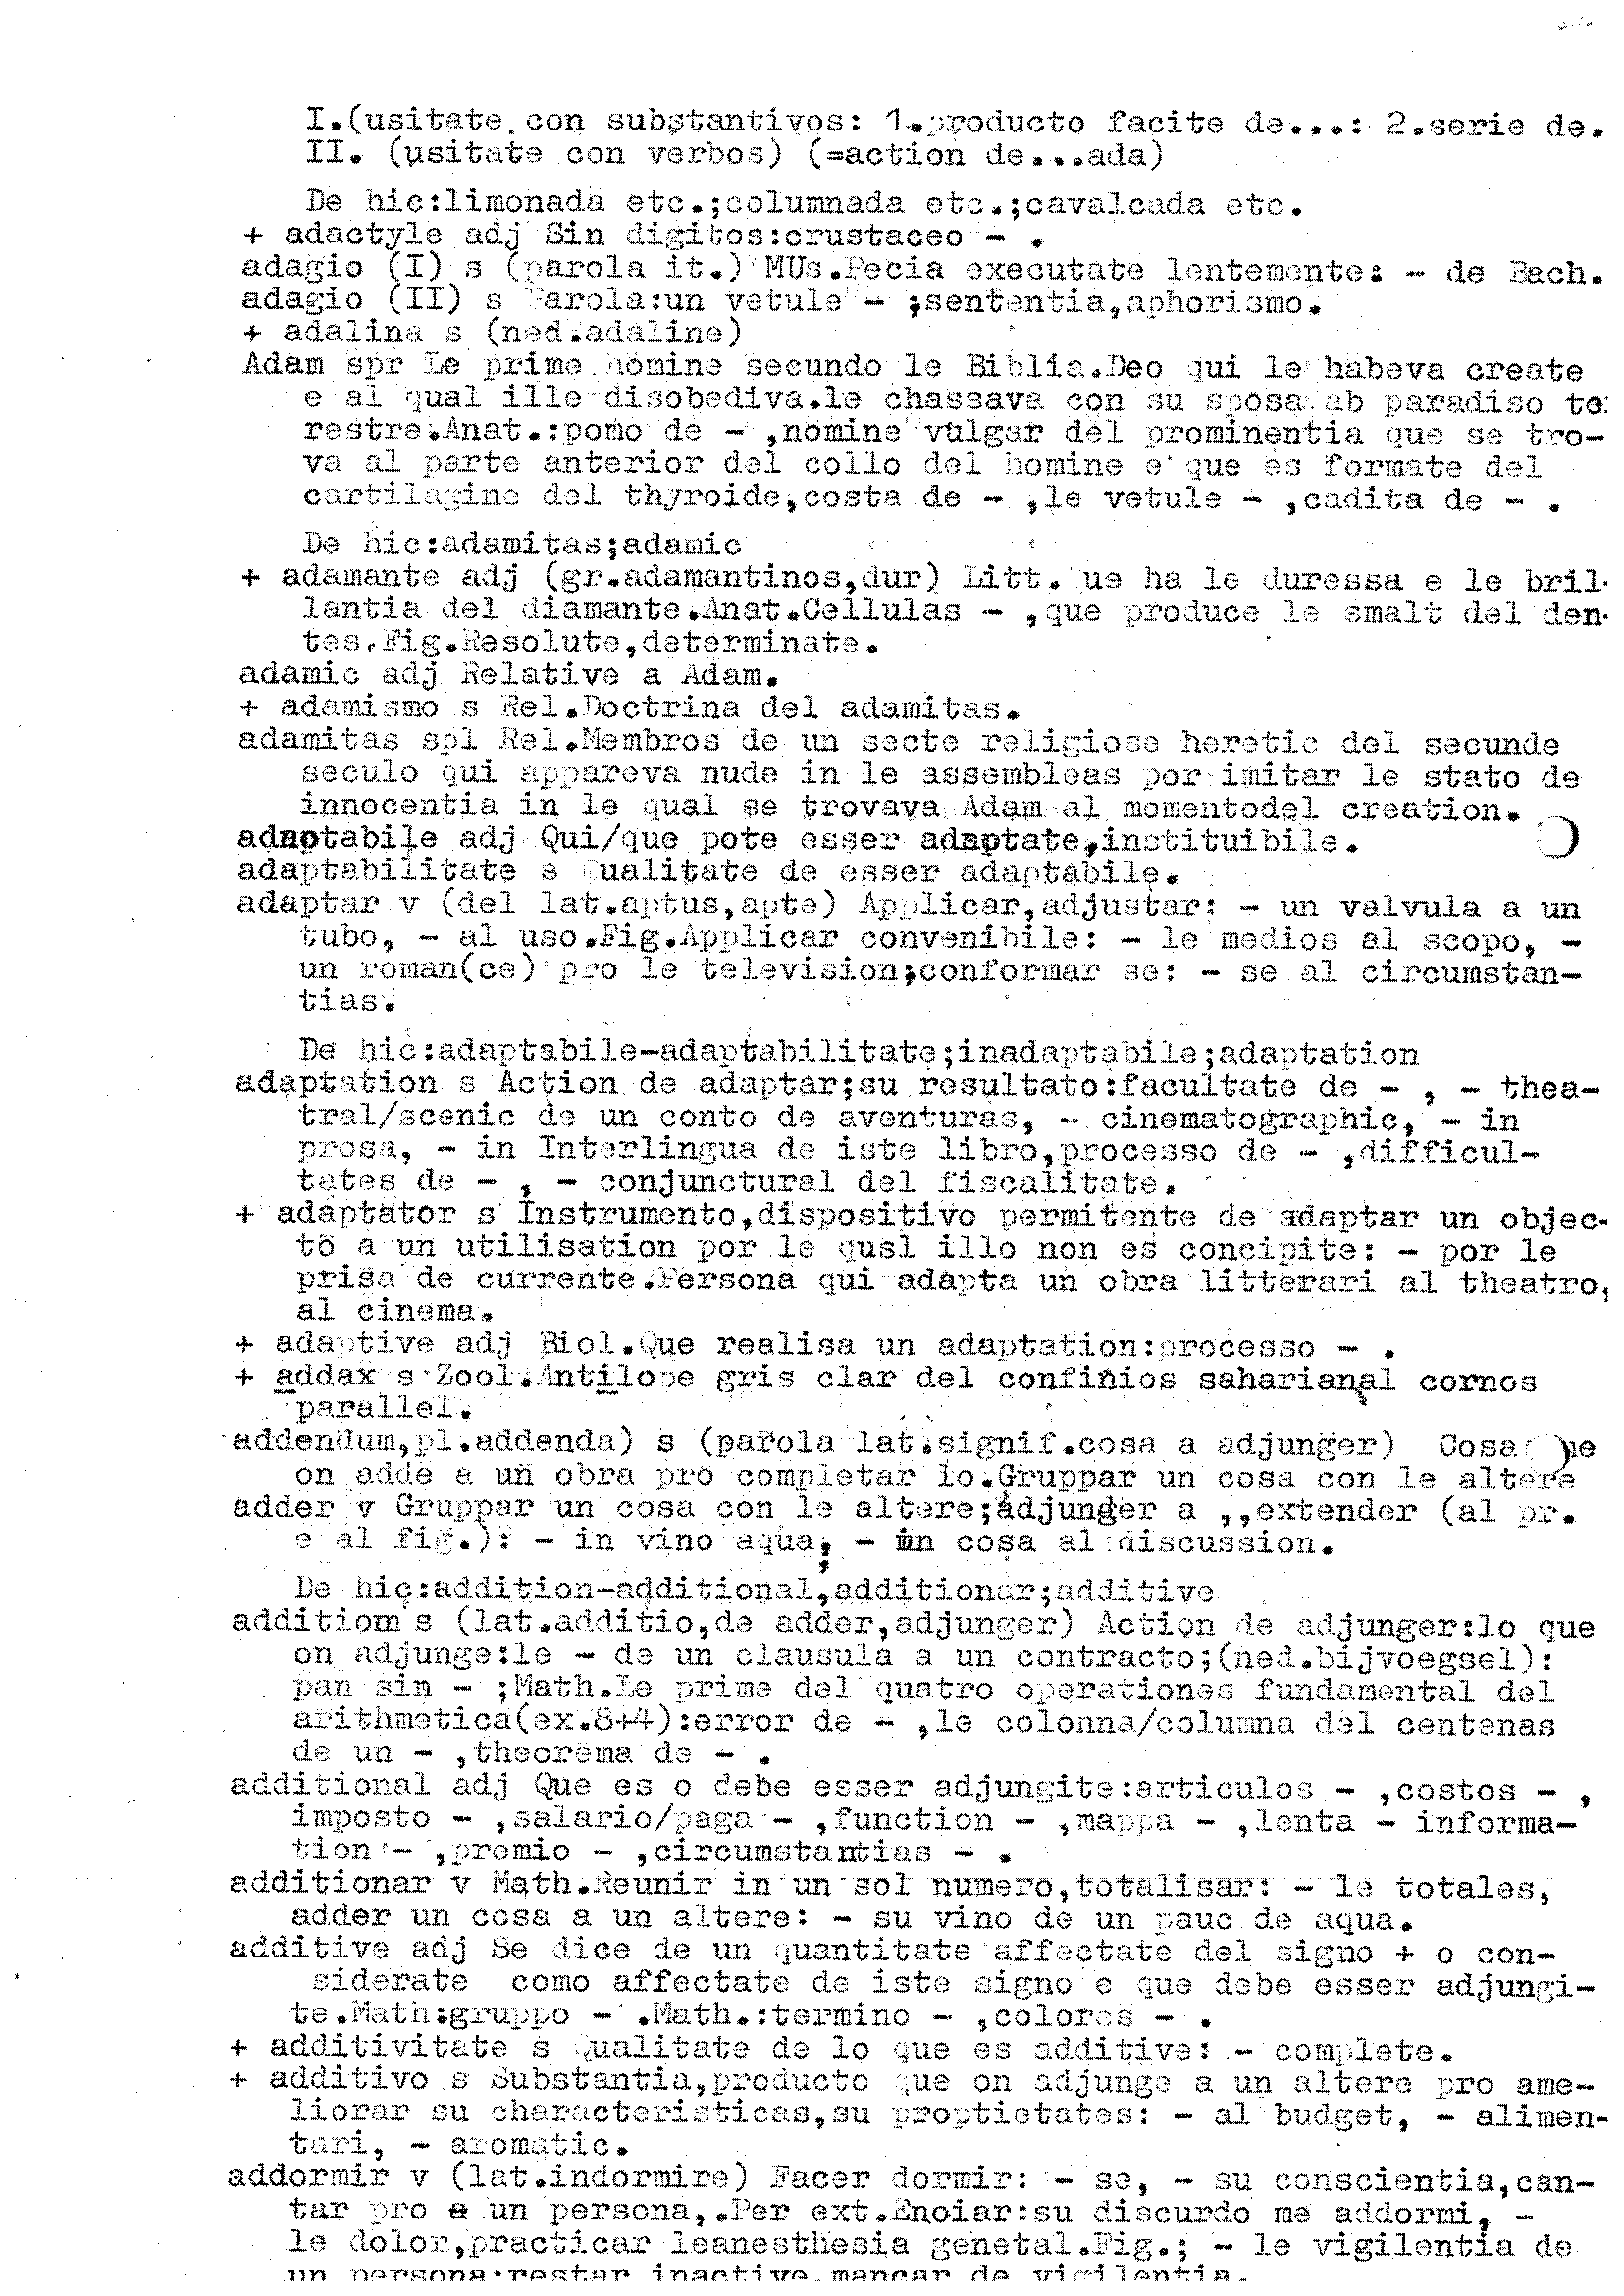 I.(usitate con substantivos: 1.producto facite de...: 2.serie de.
II. (usitate con verbos) (=action de...ada)
De hic:limonada etc.;columnada etc.;cavalcada etc.
+ adactyle adj Sin digitos:crustaceo - .
adagio (I) s (parola it.) MUs.Pecia executate lentemente: - de Bach.
adagio (II) s Parola:un vetule - ;sententia,aphorismo.
+ adalina s (ned.adaline)
Adam spr Le prime homine secundo le Biblia.Deo qui le habeva create
e al qual ille disobediva.le chassava con su sposa ab paradiso ter
restre.Anat.:pomo de - ,nomine vulgar del prominentia que se tro-
va al parte anterior del collo del homine e que es formate del
cartilagine del thyroide,costa de - ,le vetule - ,cadita de - .
De hic:adamitas;adamic
+ adamante adj (gr.adamantinos,dur) Litt. ue ha le duressa e le bril-
lantia del diamante.Anat.Cellulas - ,que produce le smalt del den-
tes.Fig.Resolute,determinate.
adamic adj Relative a Adam.
+ adamismo s Rel.Doctrina del adamitas.
adamitas spl Rel.Membros de un secte religiose heretic del secunde
seculo qui appareva nude in le assembleas por imitar le stato de
innocentia in le qual se trovava Adam al momentodel creation.
adaptabile adj Qui/que pote esser adaptate,instituibile.
adaptabilitate s Qualitate de esser adaptabile.
adaptar v (del lat.aptus,apte) Applicar,adjustar: - un valvula a un
tubo, - al uso.Fig.Applicar convenibile: - le medios al scopo, -
un roman(ce) pro le television;conformar se: - se al circumstan-
tias.
De hic:adaptabile-adaptabilitate;inadaptabile;adaptation
adaptation s Action de adaptar;su resultato:facultate de - , - thea-
tral/scenic de un conto de aventuras, - cinematographic, - in
prosa, - in Interlingua de iste libro,processo de - ,difficul-
tates de - , - conjunctural del fiscalitate.
+ adaptator s Instrumento,dispositivo permitente de adaptar un objec-
to a un utilisation por le qusl illo non es concipite: - por le
prisa de currente.Persona qui adapta un obra litterari al theatro,
al cinema.
+ adaptive adj Biol.Que realisa un adaptation:processo - .
+ addax s Zool.Antilope gris clar del confinios saharianal cornos
parallel.
addendum,pl.addenda) s (parola lat.signif.cosa a adjunger) Cosa que
on adde a un obra pro completar lo.Gruppar un cosa con le altere
adder v Gruppar un cosa con le altere;adjunger a ,,extender (al pr.
e al fig.): - in vino aqua, - un cosa al discussion.
De hic:addition-additional,additionar;additive
additiom s (lat.additio,de adder,adjunger) Action de adjunger:lo que
on adjunge:le - de un clausula a un contracto;(ned.bijvoegsel):
pan sin - ;Math.Le prime del quatro operationes fundamental del
arithmetica(ex.8+4):error de - ,le colonna/columna del centenas
de un - ,theorema de - .
additional adj Que es o debe esser adjungite:articulos - ,costos - ,
imposto - ,salario/paga - ,function - ,mappa - ,lenta - informa-
tion - ,premio - ,circumstantias - .
additionar v Math.Reunir in un sol numero,totalisar: - le totales,
adder un cosa a un altere: - su vino de un pauc de aqua.
additive adj Se dice de un quantitate affectate del signo + o con-
siderate como affectate de iste signo e que debe esser adjungi-
te.Math:gruppo - .Math.:termino - ,colores - .
+ additivitate s Qualitate de lo que es additive: - complete.
+ additivo s Substantia,producto que on adjunge a un altere pro ame-
liorar su characteristicas,su proptietates: - al budget, - alimen-
tari, - aromatic.
addormir v (lat.indormire) Facer dormir: - se, - su conscientia,can-
tar pro a un persona,.Per ext.Enoiar:su discurdo me addormi, -
le dolor,practicar leanesthesia genetal.Fig.; - le vigilentia de
un persona:restar inactive,mancar de vigilentia.